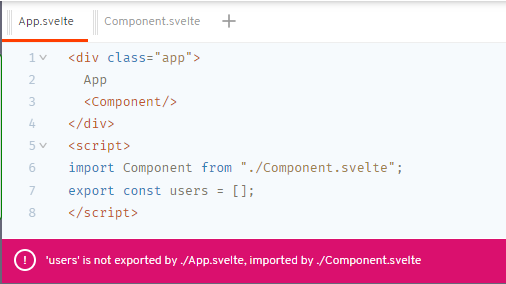 App.svelte Component.svelte +
1 <div class="app">
2 App
3 <Component/>
4 </div>
5 <script>
6 import Component from "./Component.svelte";
7 export const users = [];
8 </script>
! 'users' is not exported by ./App.svelte, imported by ./Component.svelte